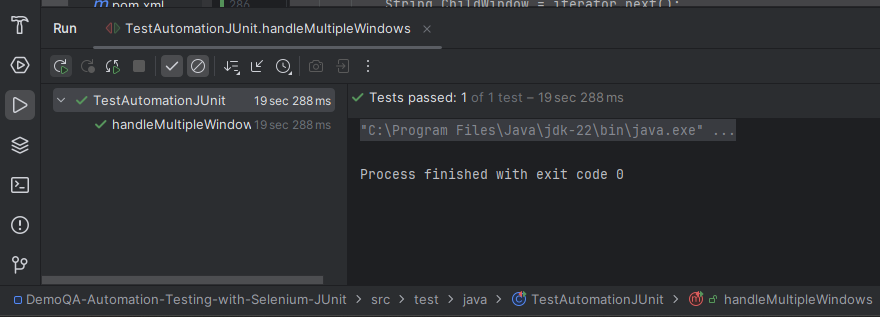 pom.xml
286
String ChildWindow = iterator.next();
Run
TestAutomationJUnit.handleMultipleWindows
TestAutomationJUnit 19 sec 288 ms
handleMultipleWindow 19 sec 288 ms
Tests passed: 1 of 1 test – 19 sec 288 ms
"C:\Program Files\Java\jdk-22\bin\java.exe" ...
Process finished with exit code 0
DemoQA-Automation-Testing-with-Selenium-JUnit > src > test > java > TestAutomationJUnit > handleMultipleWindows